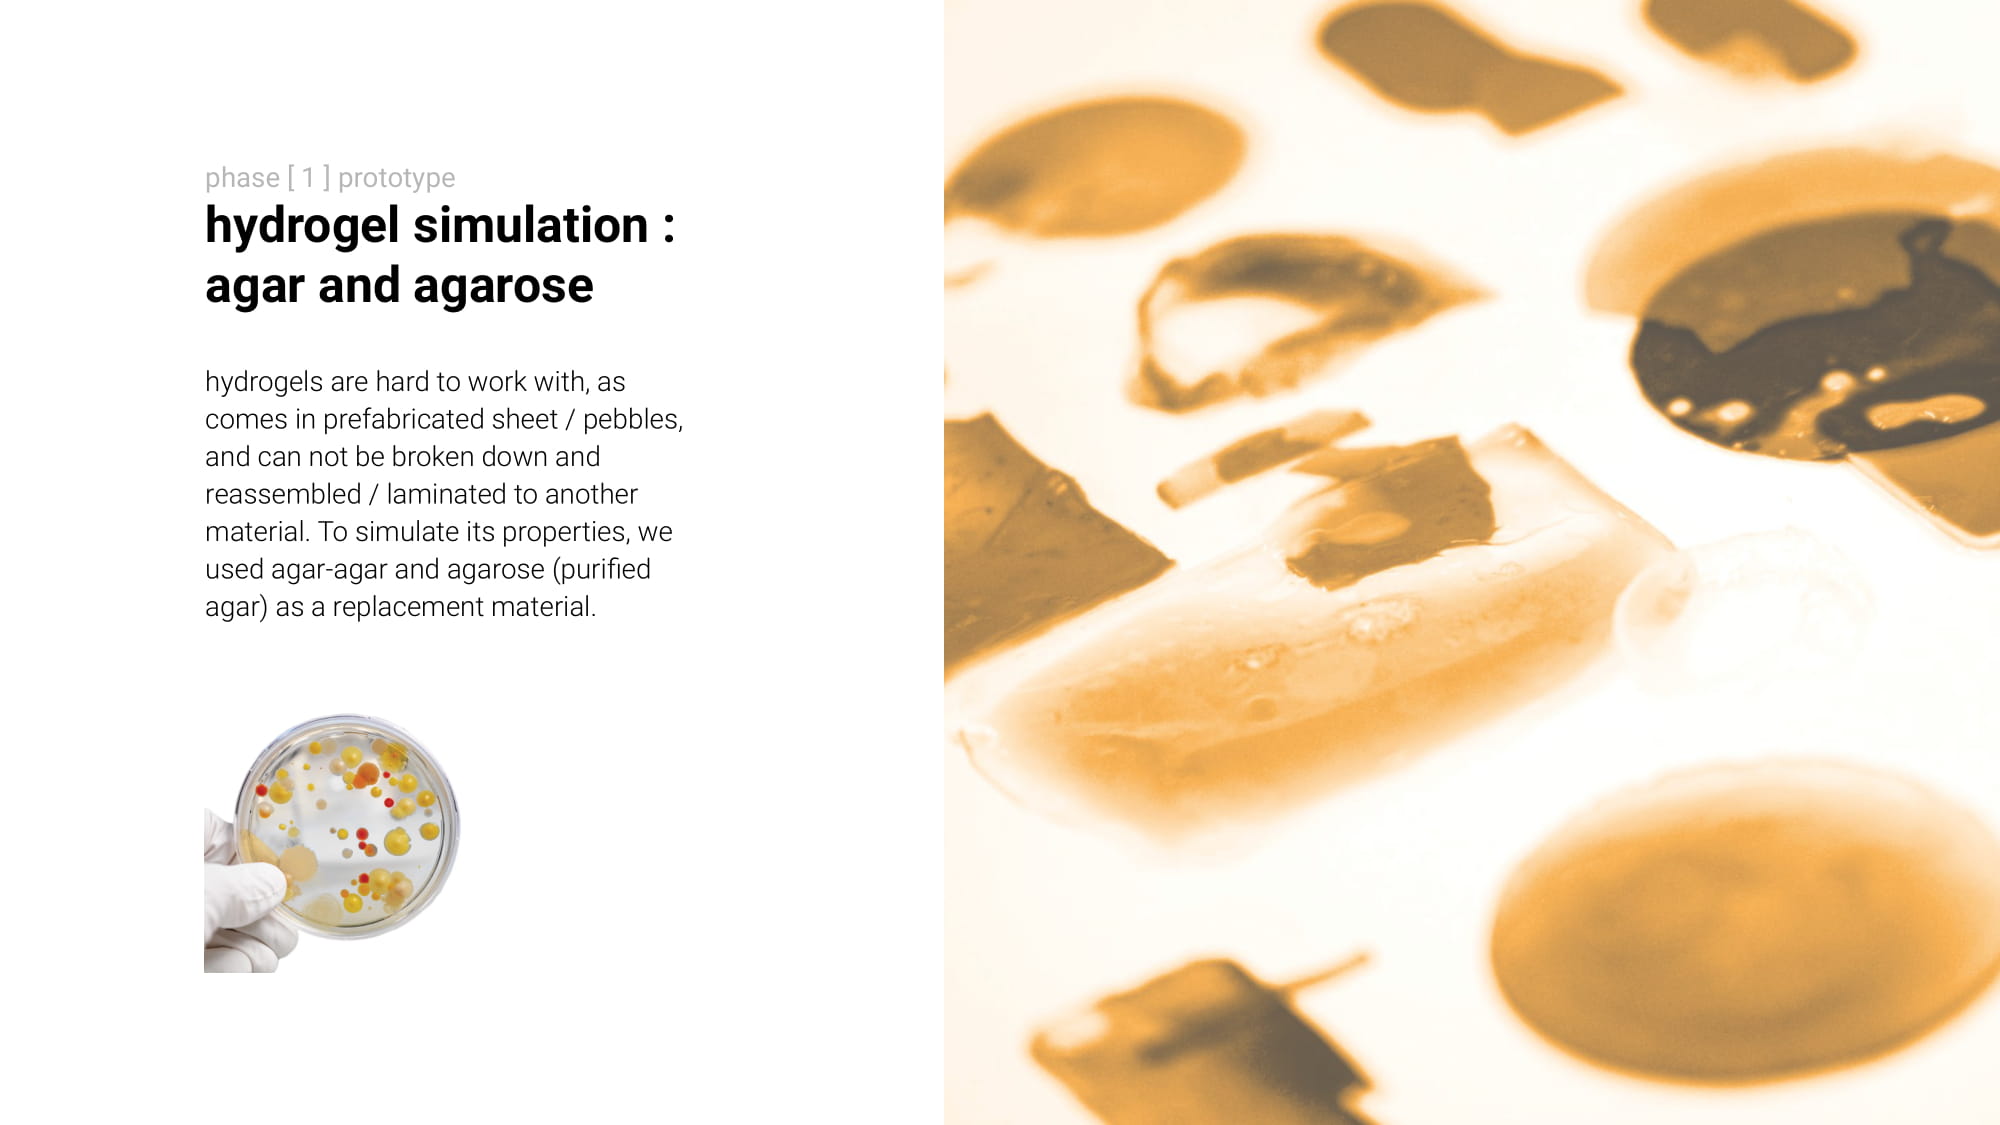 phase [ 1 ] prototype
hydrogel simulation :
agar and agarose
hydrogels are hard to work with, as
comes in prefabricated sheet / pebbles,
and can not be broken down and
reassembled / laminated to another
material. To simulate its properties, we
used agar-agar and agarose (purified
agar) as a replacement material.